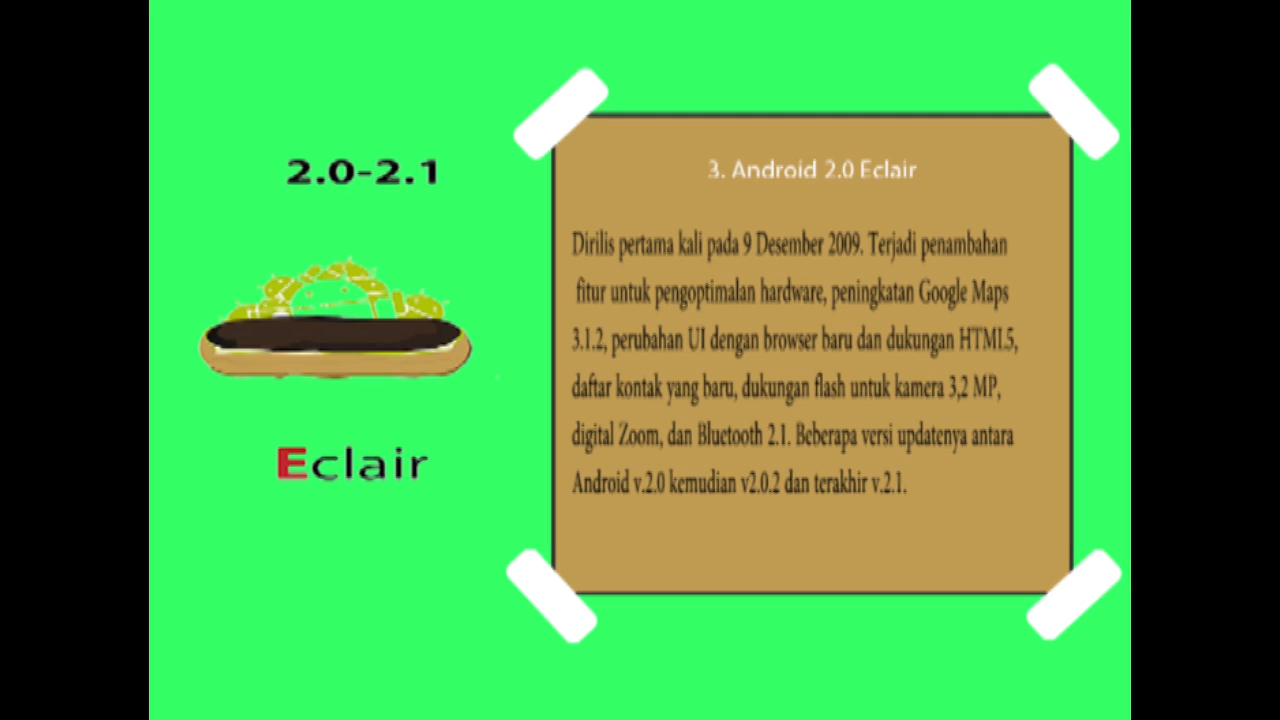 2.0-2.1
Eclair
3. Android 2.0 Eclair
Dirilis pertama kali pada 9 Desember 2009. Terjadi penambahan
fitur untuk pengoptimalan hardware, peningkatan Google Maps
3.1.2, perubahan UI dengan browser baru dan dukungan HTML5,
daftar kontak yang baru, dukungan flash untuk kamera 3,2 MP,
digital Zoom, dan Bluetooth 2.1. Beberapa versi updatenya antara
Android v.2.0 kemudian v2.0.2 dan terakhir v.2.1.